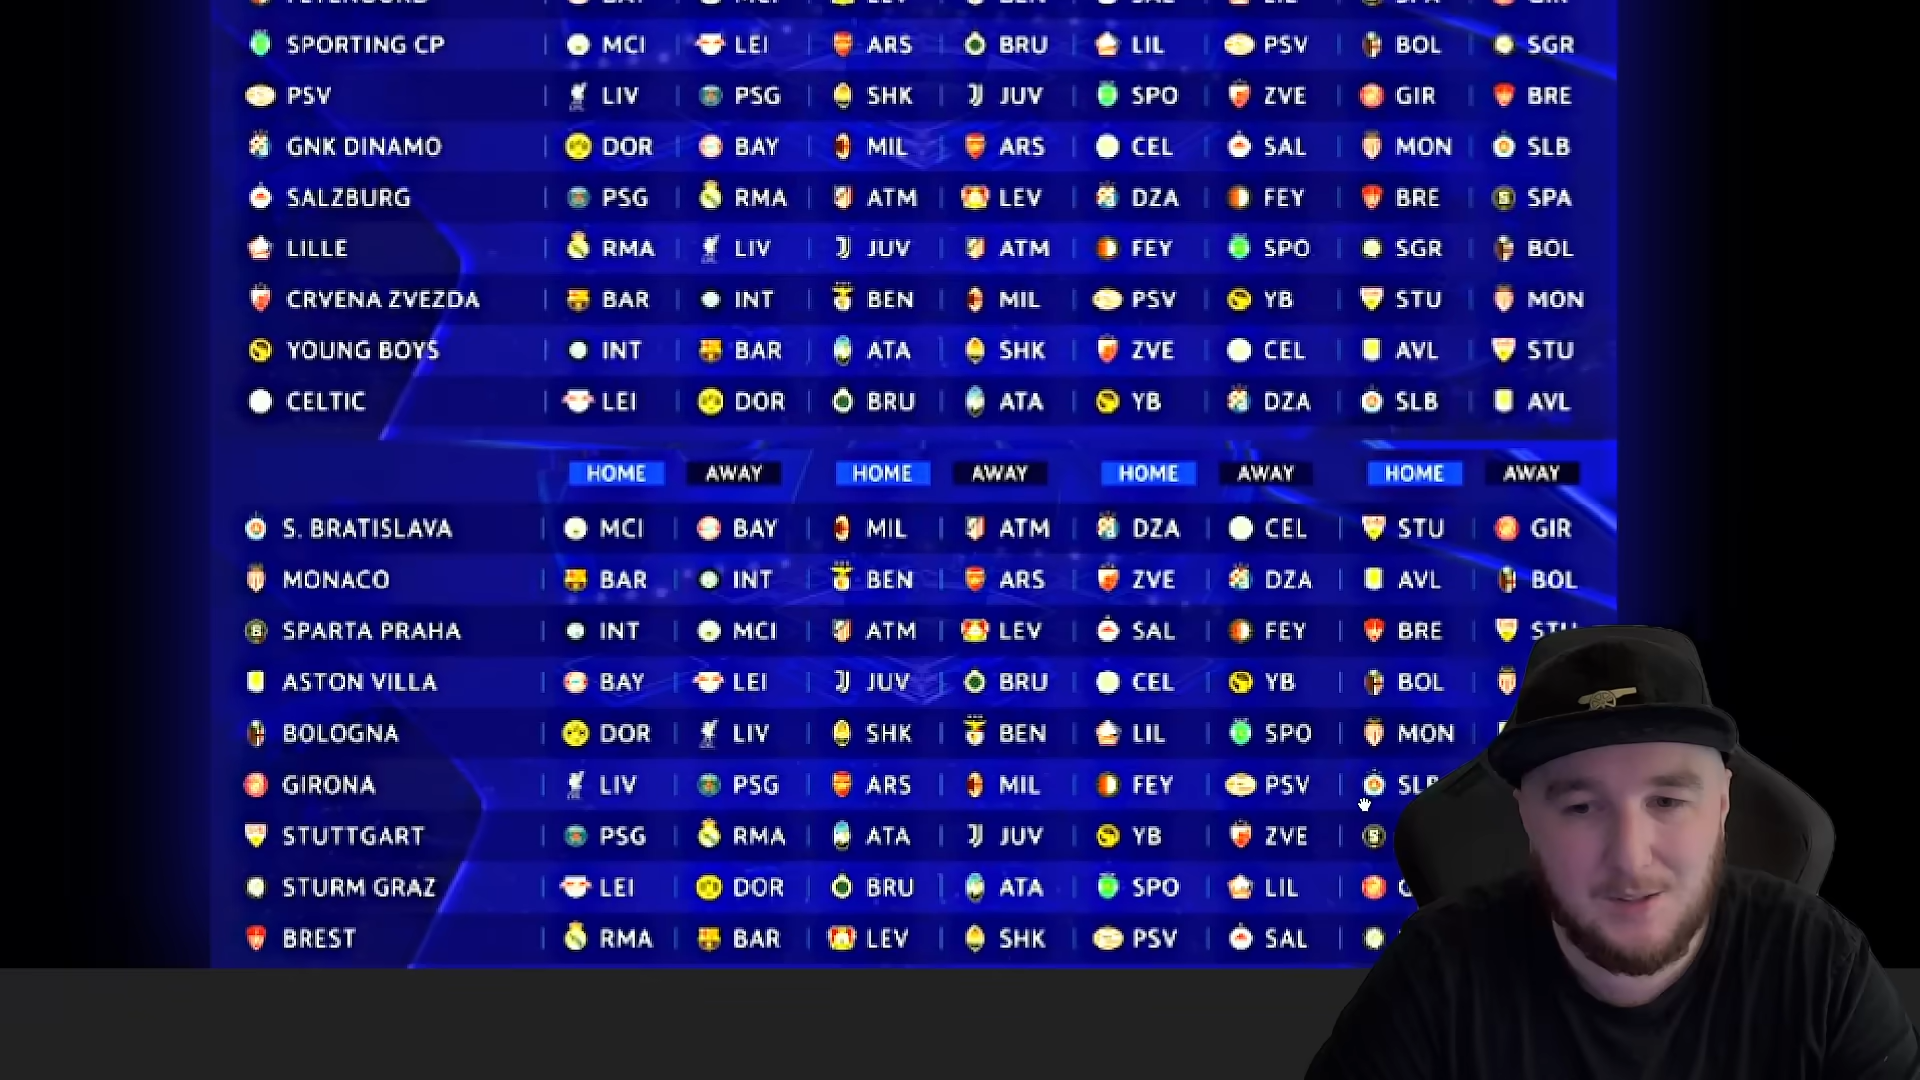 SPORTING CP MCI LEI ARS BRU LIL PSV BOL SGR
PSV LIV PSG SHK JUV SPO ZVE GIR BRE
GNK DINAMO DOR BAY MIL ARS CEL SAL MON SLB
SALZBURG PSG RMA ATM LEV DZA FEY BRE SPA
LILLE RMA LIV JUV ATM FEY SPO SGR BOL
CRVENA ZVEZDA BAR INT BEN MIL PSV YB STU MON
YOUNG BOYS INT BAR ATA SHK ZVE CEL AVL STU
CELTIC LEI DOR BRU ATA YB DZA SLB AVL
HOME AWAY HOME AWAY HOME AWAY HOME AWAY
S. BRATISLAVA MCI BAY MIL ATM DZA CEL STU GIR
MONACO BAR INT BEN ARS ZVE DZA AVL BOL
SPARTA PRAHA INT MCI ATM LEV SAL FEY BRE STU
ASTON VILLA BAY LEI JUV BRU CEL YB BOL
BOLOGNA DOR LIV SHK BEN LIL SPO MON
GIRONA LIV PSG ARS MIL FEY PSV SLB
STUTTGART PSG RMA ATA JUV YB ZVE
STURM GRAZ LEI DOR BRU ATA SPO LIL
BREST RMA BAR LEV SHK PSV SAL